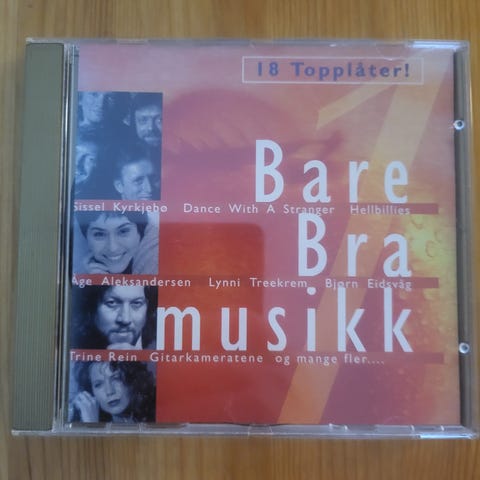 18 Topplåter!
Bare
Sissel Kyrkjebø Dance With A Stranger Hellbillies
Bra
Åge Aleksandersen Lynni Treekrem Bjørn Eidsvåg
musikk
Trine Rein Gitarkameratene og mange fler....